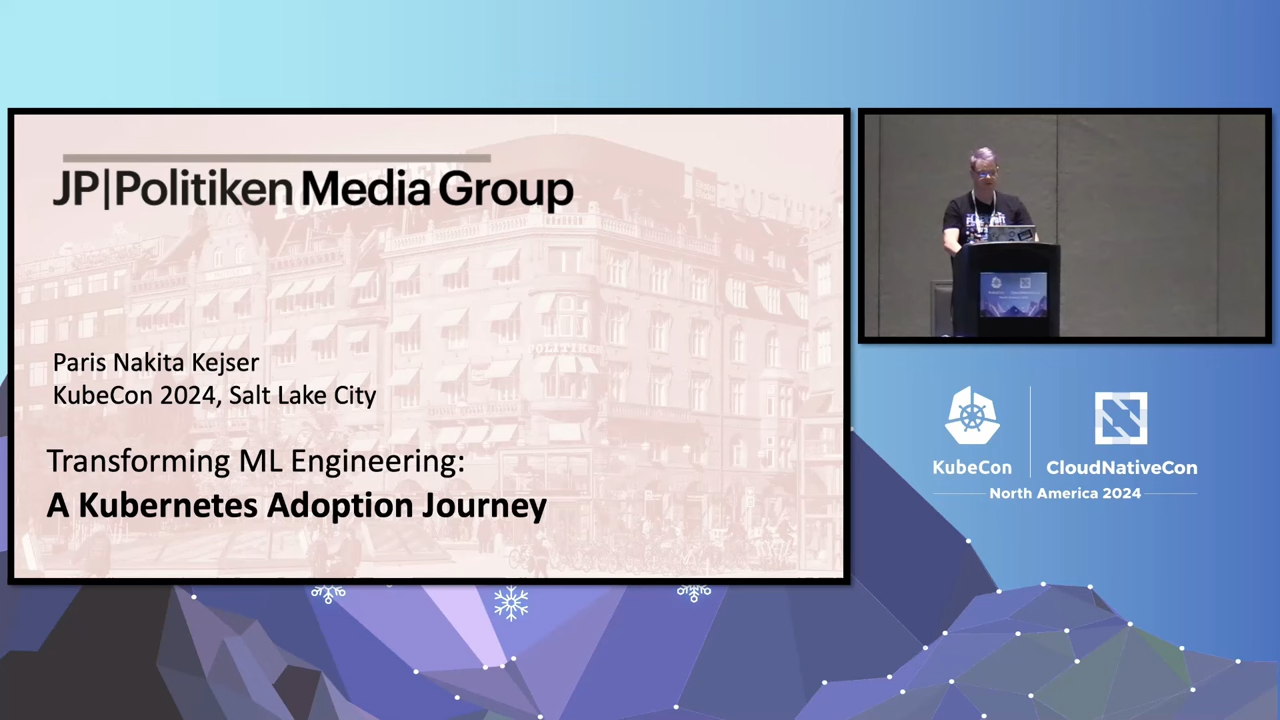 JP|Politiken Media Group
POLITIKEN
Paris Nakita Kejser
KubeCon 2024, Salt Lake City
Transforming ML Engineering:
A Kubernetes Adoption Journey
KubeCon
CloudNativeCon
North America 2024